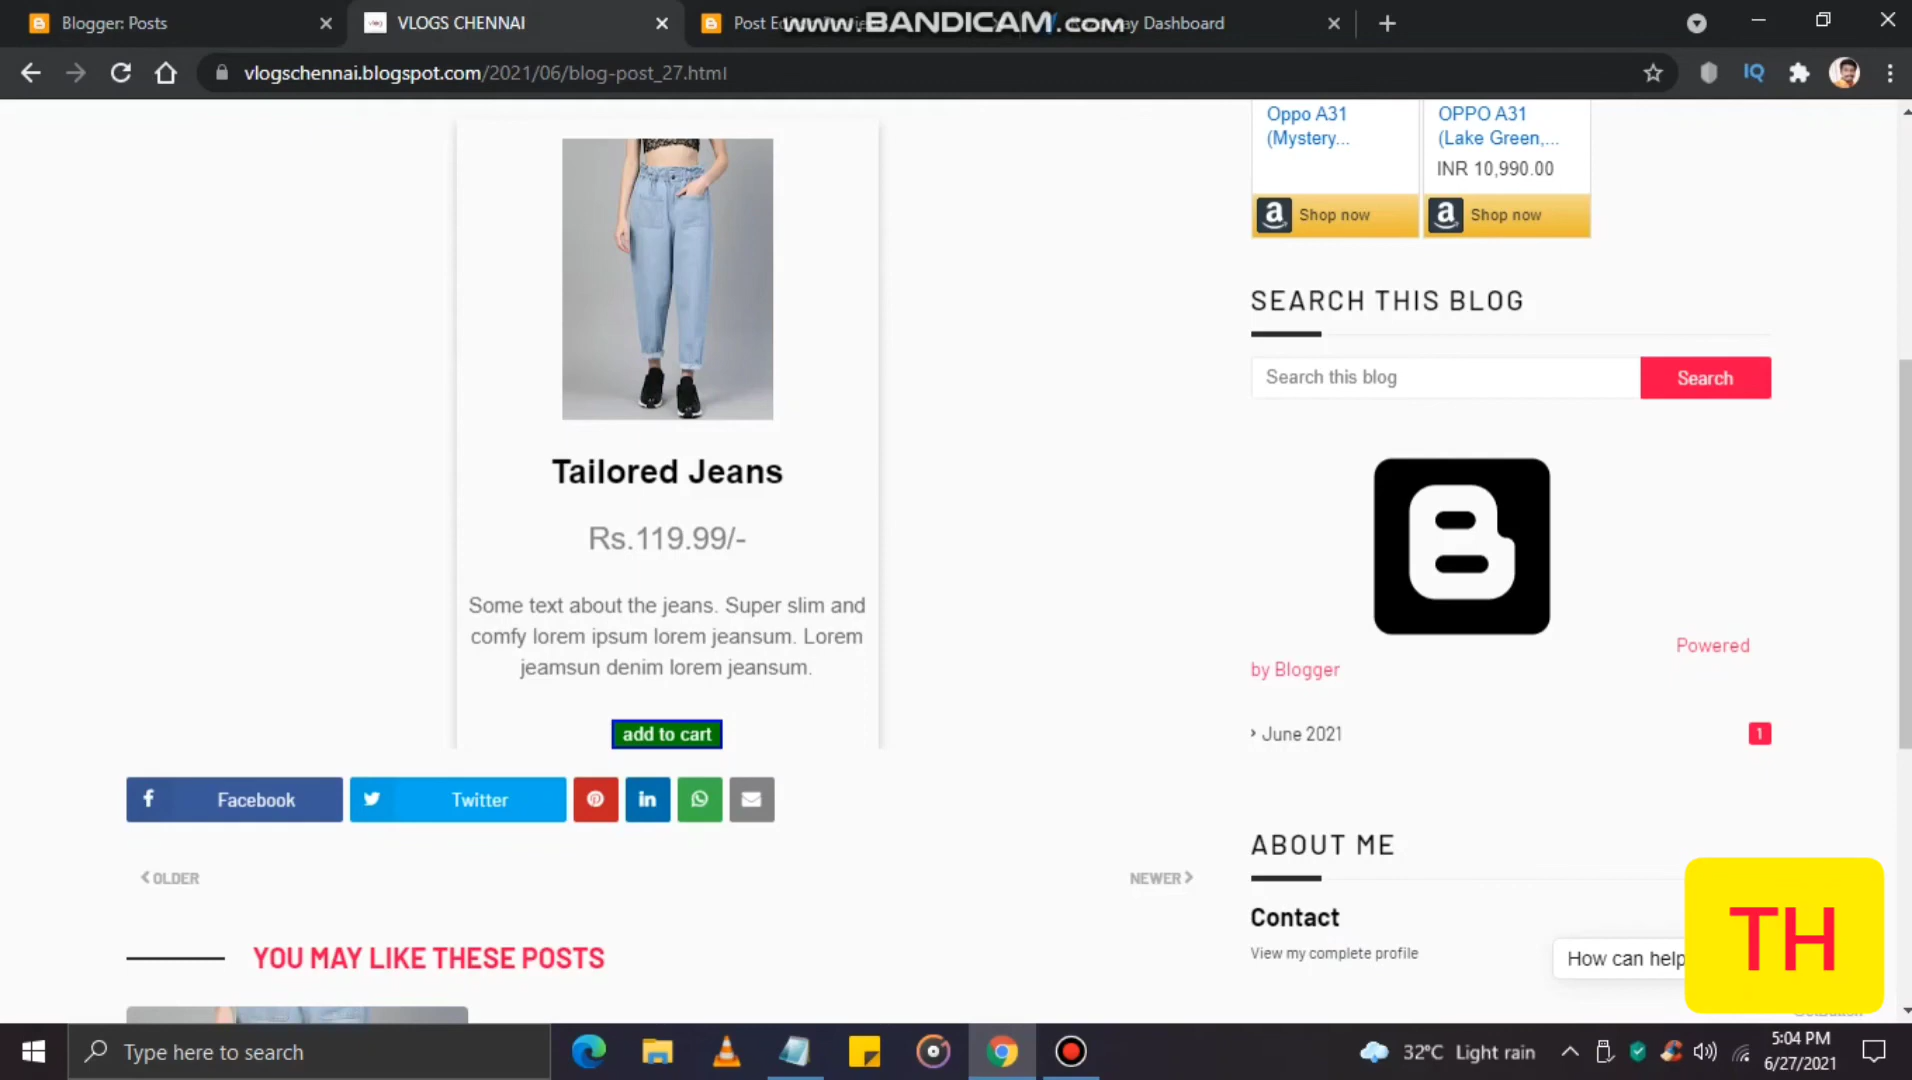 Blogger: Posts
VLOGS CHENNAI
Post Ed
www.BANDICAM.com
ay Dashboard
vlogschennai.blogspot.com/2021/06/blog-post_27.html
IQ
Oppo A31
(Mystery...
Shop now
OPPO A31
(Lake Green,...
INR 10,990.00
Shop now
Tailored Jeans
Rs.119.99/-
Some text about the jeans. Super slim and
comfy lorem ipsum lorem jeansum. Lorem
jeamsun denim lorem jeansum.
add to cart
Facebook
Twitter
OLDER
NEWER
YOU MAY LIKE THESE POSTS
SEARCH THIS BLOG
Search this blog
Search
Powered
by Blogger
June 2021
1
ABOUT ME
Contact
View my complete profile
How can help
TH
Type here to search
32°C Light rain
5:04 PM
6/27/2021